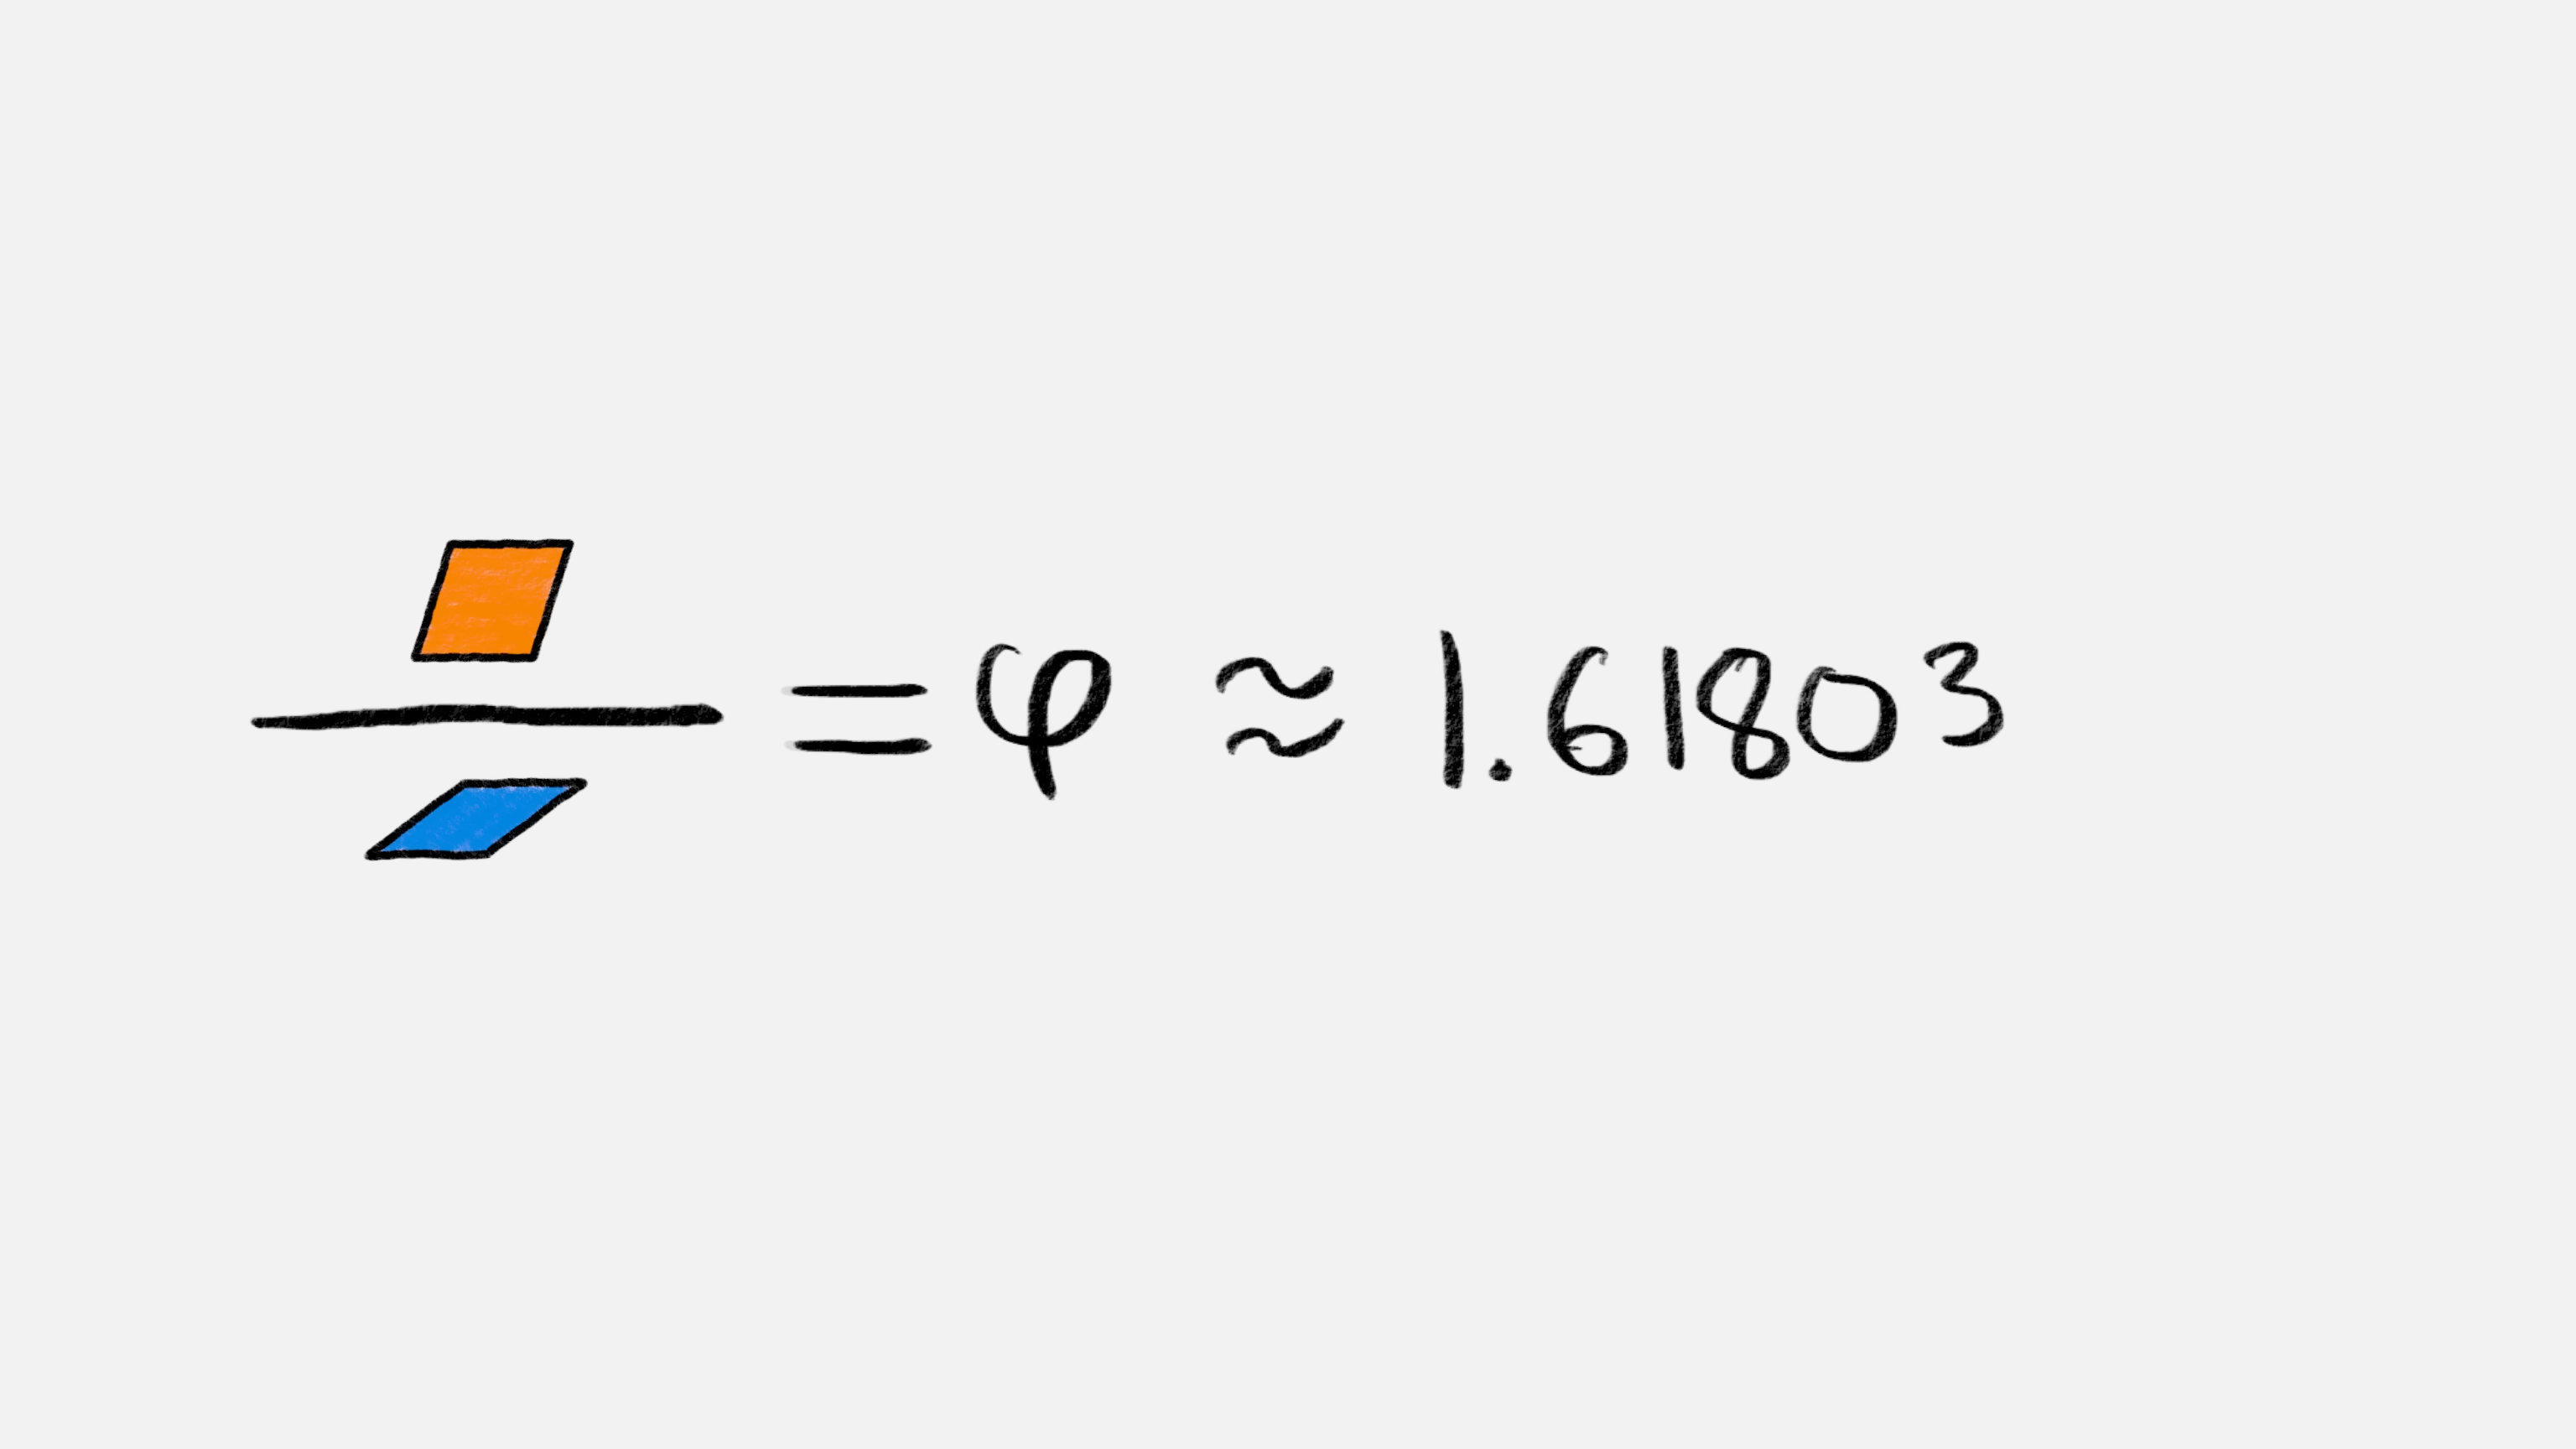 = φ ≈ 1.61803